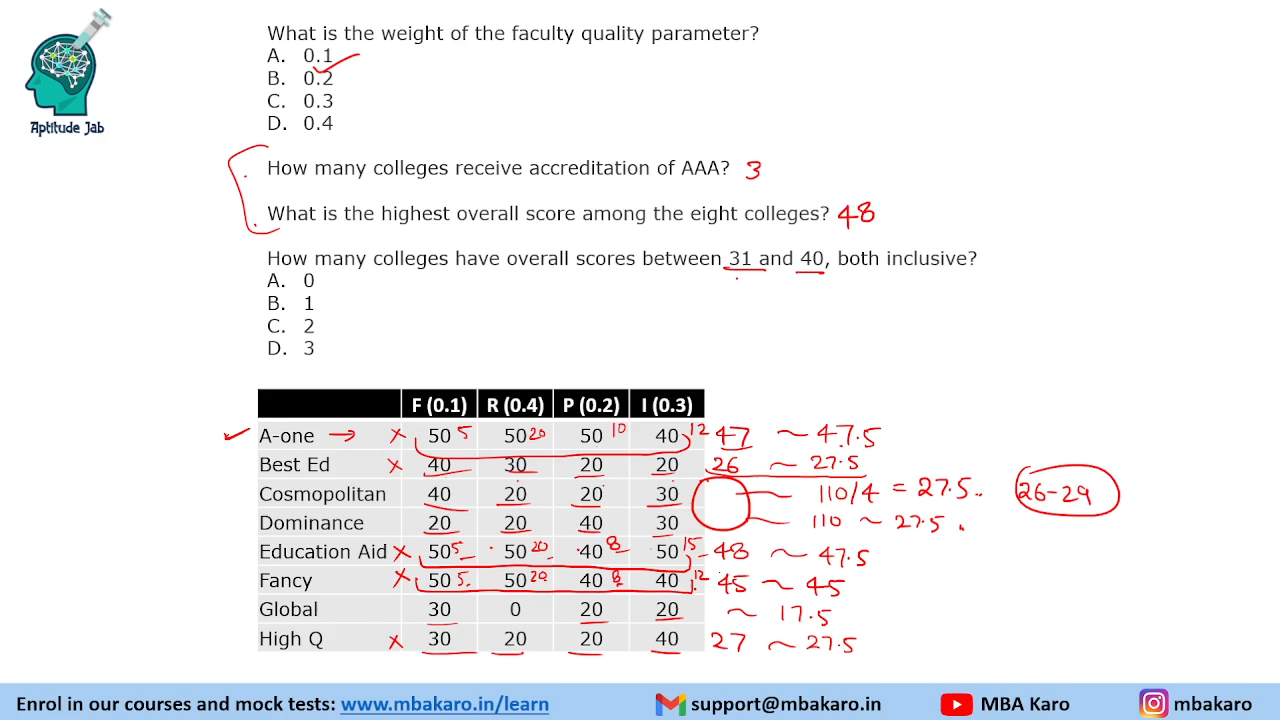 What is the weight of the faculty quality parameter?
A. 0.1
B. 0.2
C. 0.3
D. 0.4
Aptitude Jab
How many colleges receive accreditation of AAA? 3
What is the highest overall score among the eight colleges? 48
How many colleges have overall scores between 31 and 40, both inclusive?
A. 0
B. 1
C. 2
D. 3
F (0.1) R (0.4) P (0.2) I (0.3)
A-one → x 50 5 50 20 50 10 40 12 47 ~ 47.5
Best Ed x 40 30 20 20 26 ~ 27.5
Cosmopolitan 40 20 20 30 110/4 = 27.5 26-29
Dominance 20 20 40 30 110 ~ 27.5
Education Aid x 50 5 50 20 40 8 50 15 48 ~ 47.5
Fancy x 50 5 50 20 40 8 40 12 45 ~ 45
Global 30 0 20 20 ~ 17.5
High Q x 30 20 20 40 27 ~ 27.5
Enrol in our courses and mock tests: www.mbakaro.in/learn support@mbakaro.in MBA Karo mbakaro